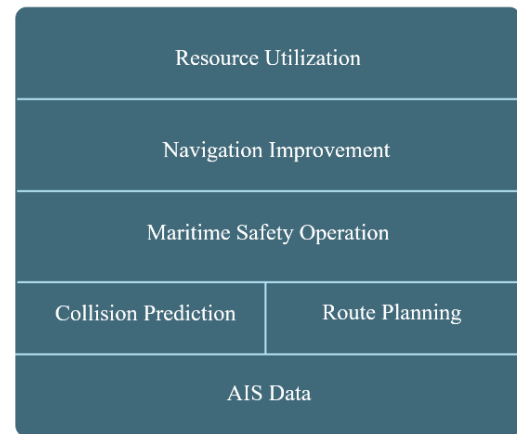 Resource Utilization
Navigation Improvement
Maritime Safety Operation
Collision Prediction
Route Planning
AIS Data